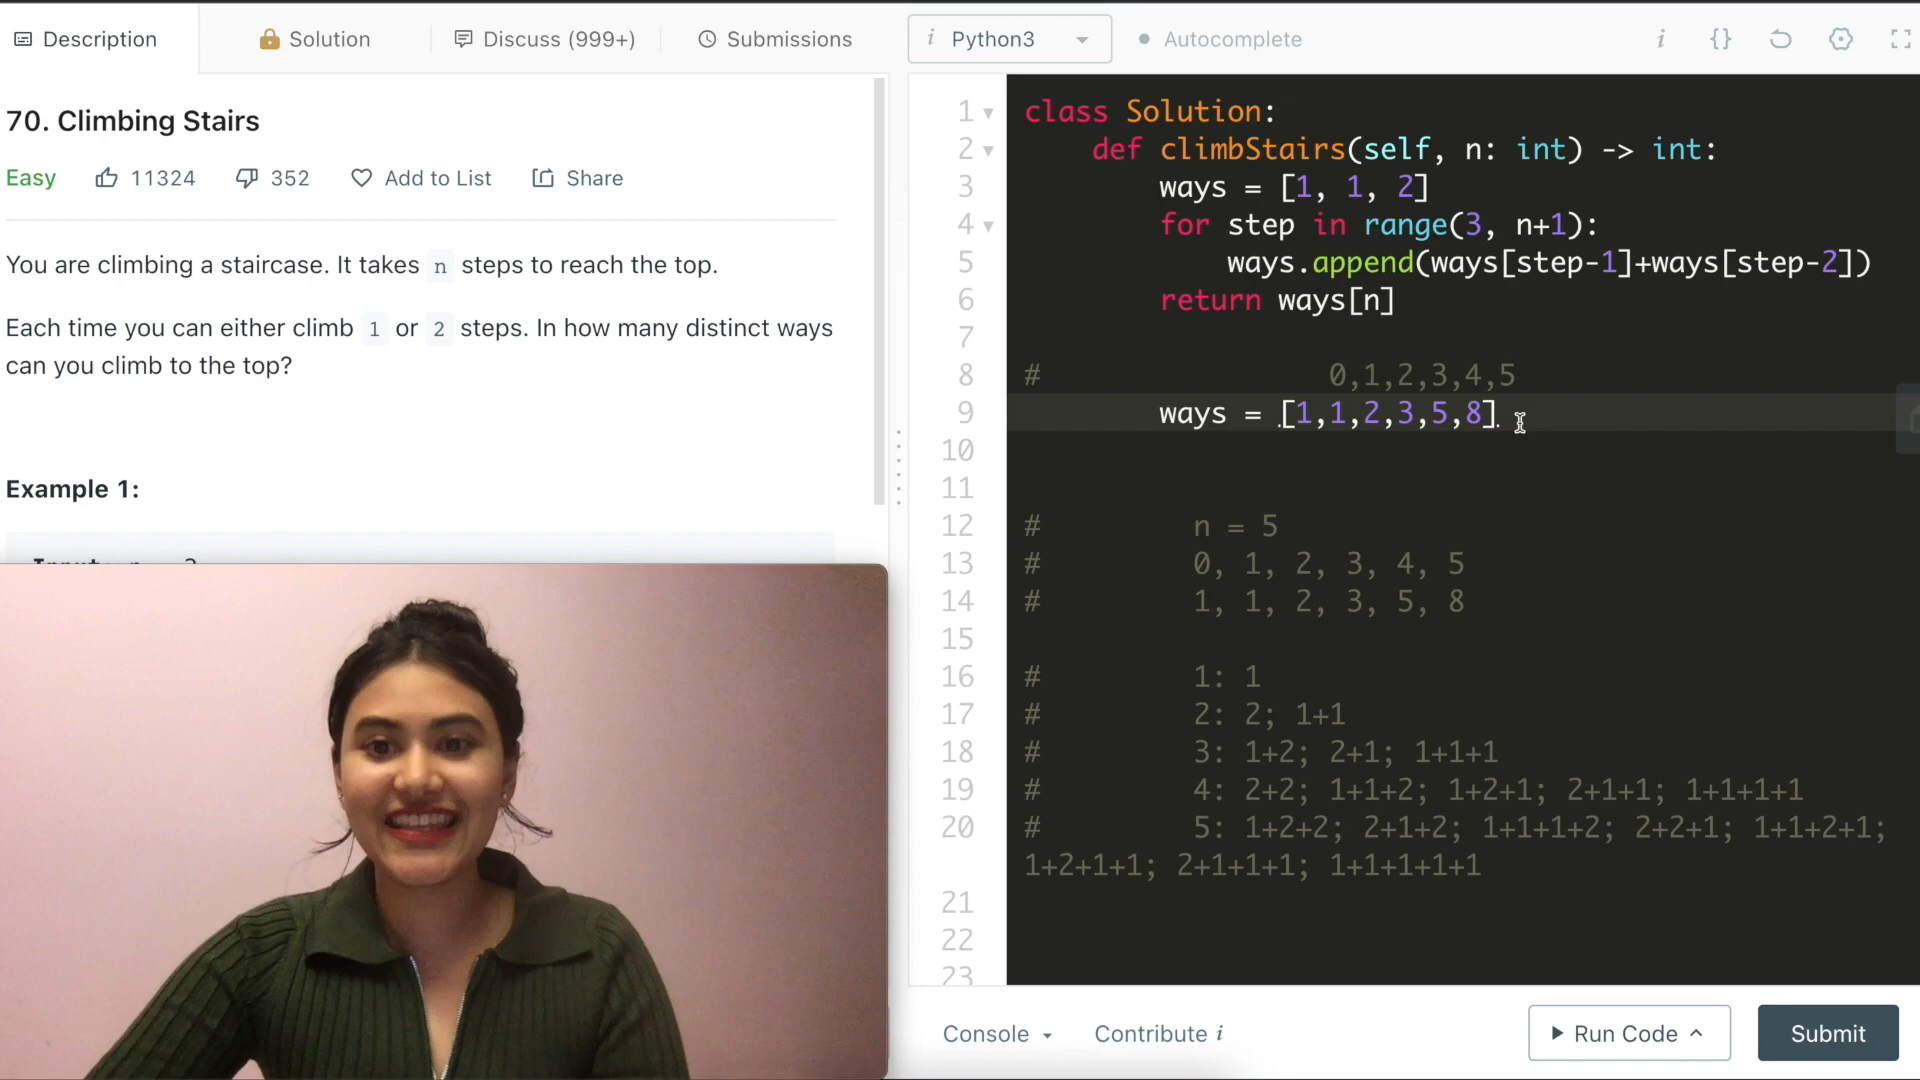 Description
Solution
Discuss (999+)
Submissions
i Python3
Autocomplete
i {}
70. Climbing Stairs
Easy 11324 352 Add to List Share
You are climbing a staircase. It takes n steps to reach the top.
Each time you can either climb 1 or 2 steps. In how many distinct ways
can you climb to the top?
Example 1:
1 class Solution:
2 def climbStairs(self, n: int) -> int:
3 ways = [1, 1, 2]
4 for step in range(3, n+1):
5 ways.append(ways[step-1]+ways[step-2])
6 return ways[n]
7
8 # 0,1,2,3,4,5
9 ways = [1,1,2,3,5,8]
10
11
12 # n = 5
13 # 0, 1, 2, 3, 4, 5
14 # 1, 1, 2, 3, 5, 8
15
16 # 1: 1
17 # 2: 2; 1+1
18 # 3: 1+2; 2+1; 1+1+1
19 # 4: 2+2; 1+1+2; 1+2+1; 2+1+1; 1+1+1+1
20 # 5: 1+2+2; 2+1+2; 1+1+1+2; 2+2+1; 1+1+2+1;
1+2+1+1; 2+1+1+1; 1+1+1+1+1
21
22
23
Console
Contribute i
Run Code
Submit